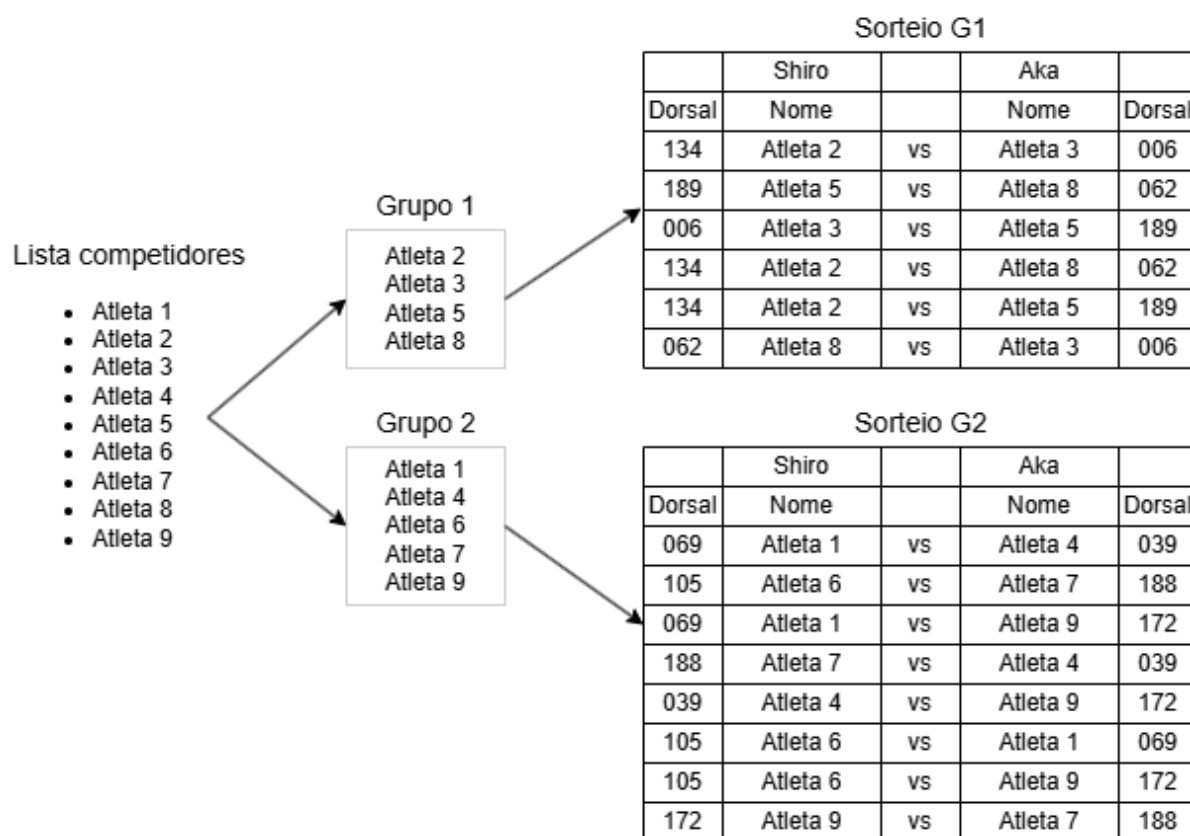 Sorteio G1
Shiro Aka
Dorsal Nome Nome Dorsal
134 Atleta 2 vs Atleta 3 006
189 Atleta 5 vs Atleta 8 062
006 Atleta 3 vs Atleta 5 189
134 Atleta 2 vs Atleta 8 062
134 Atleta 2 vs Atleta 5 189
062 Atleta 8 vs Atleta 3 006
Grupo 1
Atleta 2
Atleta 3
Atleta 5
Atleta 8
Lista competidores
• Atleta 1
• Atleta 2
• Atleta 3
• Atleta 4
• Atleta 5
• Atleta 6
• Atleta 7
• Atleta 8
• Atleta 9
Grupo 2
Atleta 1
Atleta 4
Atleta 6
Atleta 7
Atleta 9
Sorteio G2
Shiro Aka
Dorsal Nome Nome Dorsal
069 Atleta 1 vs Atleta 4 039
105 Atleta 6 vs Atleta 7 188
069 Atleta 1 vs Atleta 9 172
188 Atleta 7 vs Atleta 4 039
039 Atleta 4 vs Atleta 9 172
105 Atleta 6 vs Atleta 1 069
105 Atleta 6 vs Atleta 9 172
172 Atleta 9 vs Atleta 7 188